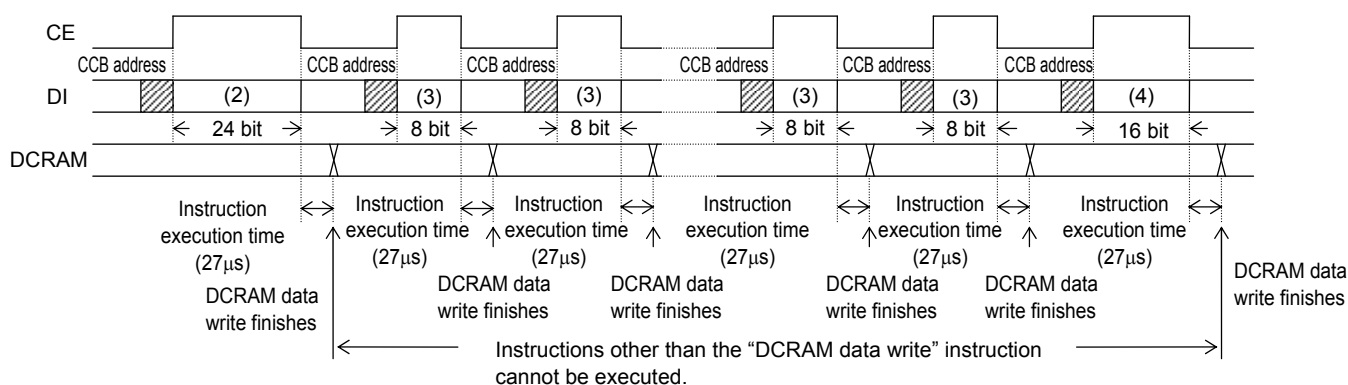 CE
CCB address CCB address CCB address CCB address CCB address CCB address
DI (2) (3) (3) (3) (3) (4)
24 bit 8 bit 8 bit 8 bit 8 bit 16 bit
DCRAM
Instruction Instruction Instruction Instruction Instruction Instruction
execution time execution time execution time execution time execution time execution time
(27μs) (27μs) (27μs) (27μs) (27μs) (27μs)
DCRAM data DCRAM data DCRAM data DCRAM data DCRAM data DCRAM data
write finishes write finishes write finishes write finishes write finishes write finishes
Instructions other than the “DCRAM data write” instruction
cannot be executed.